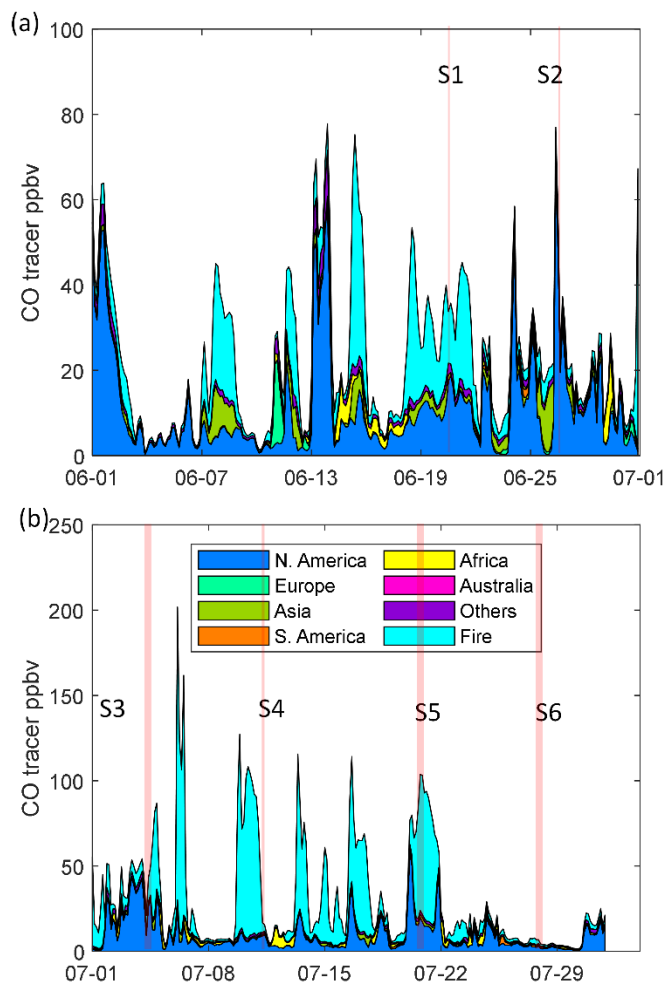 (a)
100
80
60
40
20
0
CO tracer ppbv
S1 S2
06-01 06-07 06-13 06-19 06-25 07-01
(b)
250
200
150
100
50
0
CO tracer ppbv
N. America Africa
Europe Australia
Asia Others
S. America Fire
S3 S4 S5 S6
07-01 07-08 07-15 07-22 07-29